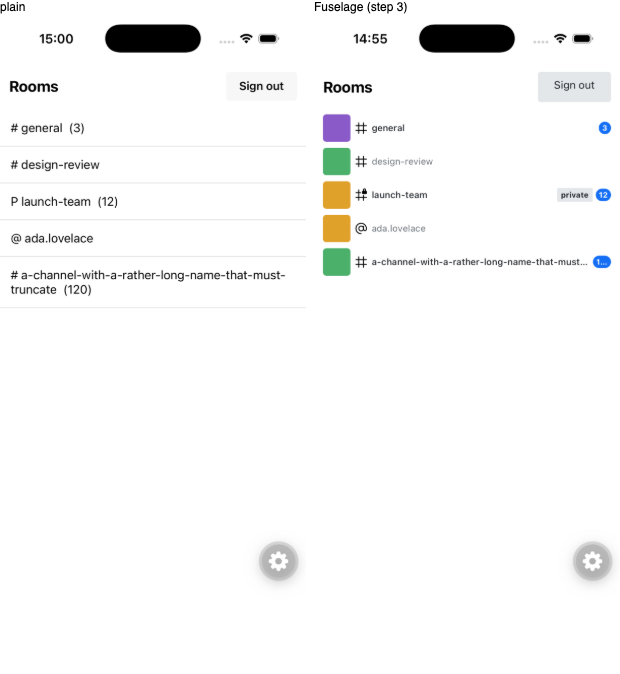 plain
15:00
Rooms
Sign out
# general (3)
# design-review
P launch-team (12)
@ ada.lovelace
# a-channel-with-a-rather-long-name-that-must-
truncate (120)
Fuselage (step 3)
14:55
Rooms
Sign out
general 3
design-review
launch-team private 12
@ ada.lovelace
a-channel-with-a-rather-long-name-that-must... 1...